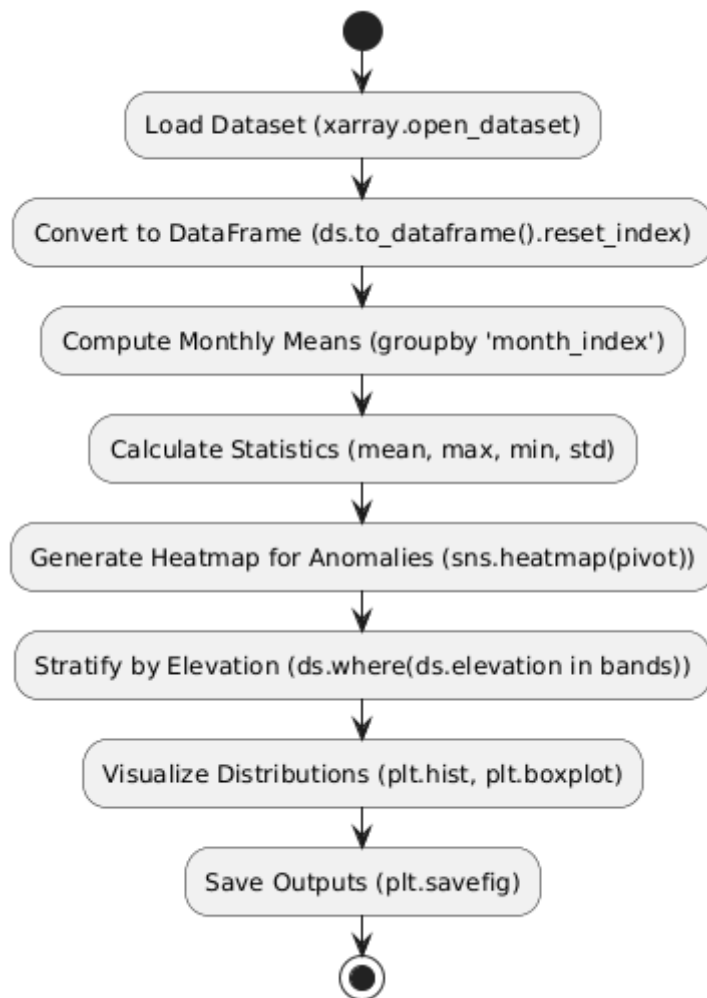 Load Dataset (xarray.open_dataset)
Convert to DataFrame (ds.to_dataframe().reset_index)
Compute Monthly Means (groupby 'month_index')
Calculate Statistics (mean, max, min, std)
Generate Heatmap for Anomalies (sns.heatmap(pivot))
Stratify by Elevation (ds.where(ds.elevation in bands))
Visualize Distributions (plt.hist, plt.boxplot)
Save Outputs (plt.savefig)